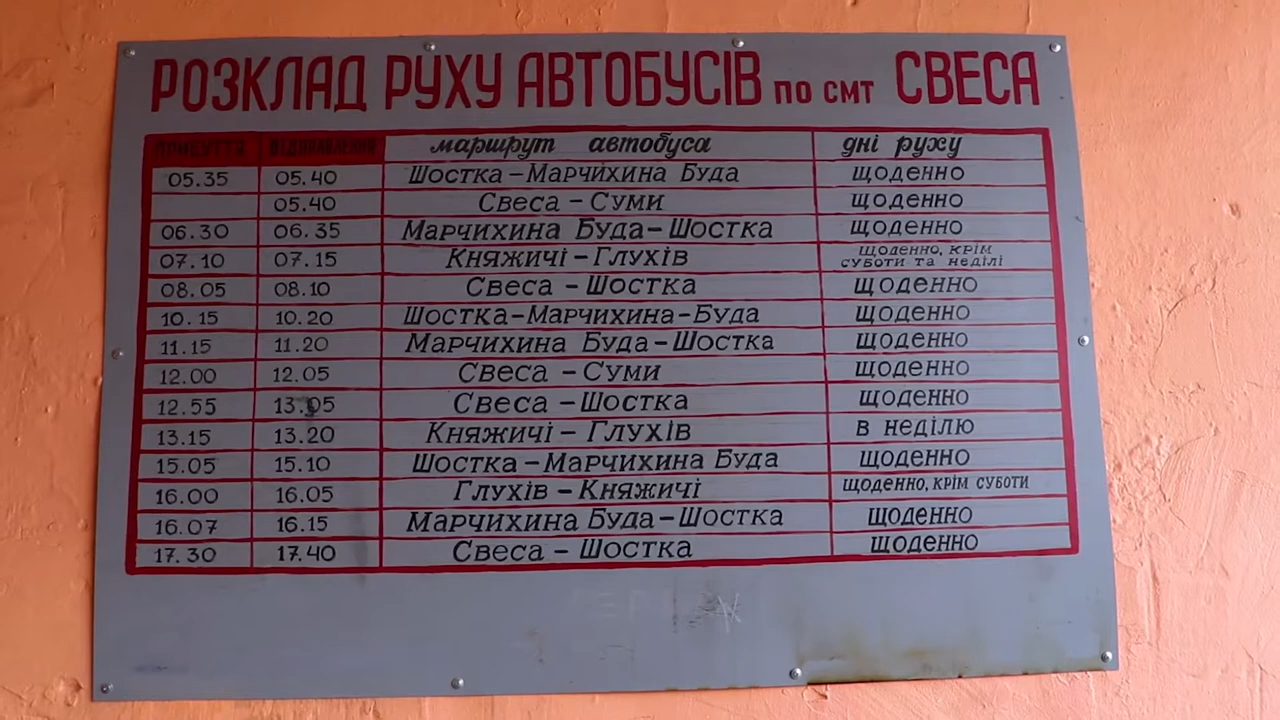 РОЗКЛАД РУХУ АВТОБУСІВ ПО СМТ СВЕСА
ПРИБУТТЯ ВІДПРАВЛЕННЯ маршрут автобуса дні руху
05.35 05.40 Шостка-Марчихина Буда щоденно
05.40 Свеса-Суми щоденно
06.30 06.35 Марчихина Буда-Шостка щоденно
07.10 07.15 Княжичі-Глухів щоденно, крім
суботи та неділі
08.05 08.10 Свеса-Шостка щоденно
10.15 10.20 Шостка-Марчихина-Буда щоденно
11.15 11.20 Марчихина Буда-Шостка щоденно
12.00 12.05 Свеса-Суми щоденно
12.55 13.05 Свеса-Шостка щоденно
13.15 13.20 Княжичі-Глухів в неділю
15.05 15.10 Шостка-Марчихина Буда щоденно
16.00 16.05 Глухів-Княжичі щоденно, крім суботи
16.07 16.15 Марчихина Буда-Шостка щоденно
17.30 17.40 Свеса-Шостка щоденно